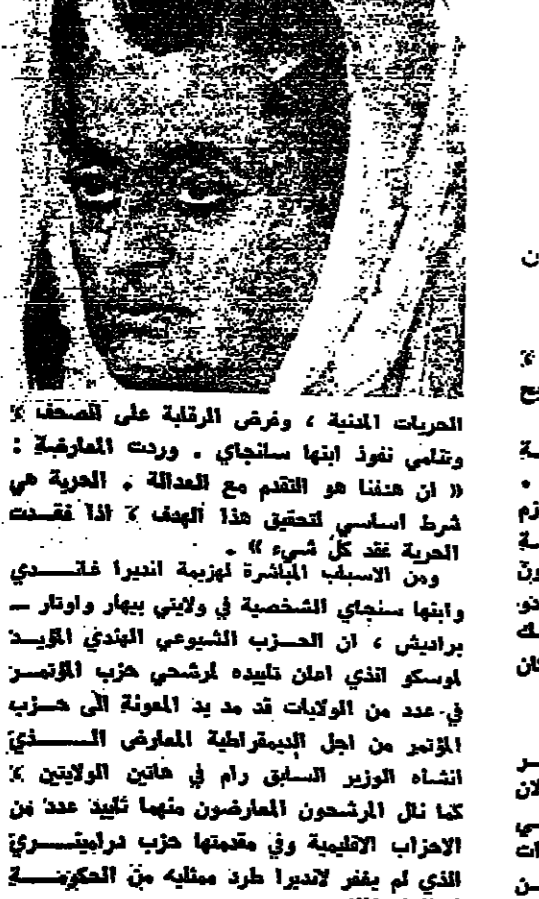 الحريات المدنية ، وفرض الرقابة على الصحف ،
وتنامي نفوذ ابنها سانجاي . وردت المعارضة :
« ان هدفنا هو التقدم مع العدالة . الحرية هي
شرط اساسي لتحقيق هذا الهدف ، اذا فقدت
الحرية فقد كل شيء » .
ومن الاسباب المباشرة لهزيمة انديرا غاندي
وابنها سنجاي الشخصية في ولايتي بيهار واوتار —
براديش ، ان الحزب الشيوعي الهندي المؤيد
لموسكو الذي اعلن تاييده لمرشحي حزب المؤتمر
في عدد من الولايات قد مد يد المعونة الى حزب
المؤتمر من اجل الديمقراطية المعارض الذي
انشاه الوزير السابق رام في هاتين الولايتين ،
كما نال المرشحون المعارضون منهما تاييد عدد من
الاحزاب الاقليمية وفي مقدمتها حزب درافيتري
الذي لم يغفر لانديرا طرد ممثليه من الحكومة